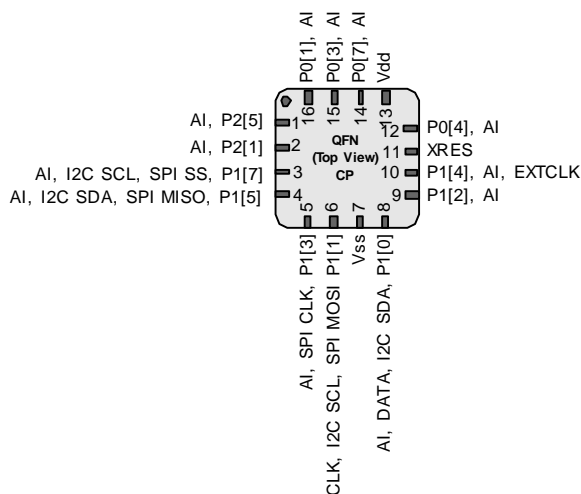 P0[1], AI
P0[3], AI
P0[7], AI
Vdd
16
15
14
13
AI, P2[5]
1
AI, P2[1]
2
AI, I2C SCL, SPI SS, P1[7]
3
AI, I2C SDA, SPI MISO, P1[5]
4
QFN
(Top View)
CP
12
P0[4], AI
11
XRES
10
P1[4], AI, EXTCLK
9
P1[2], AI
5
6
7
8
AI, SPI CLK, P1[3]
CLK, I2C SCL, SPI MOSI P1[1]
Vss
AI, DATA, I2C SDA, P1[0]